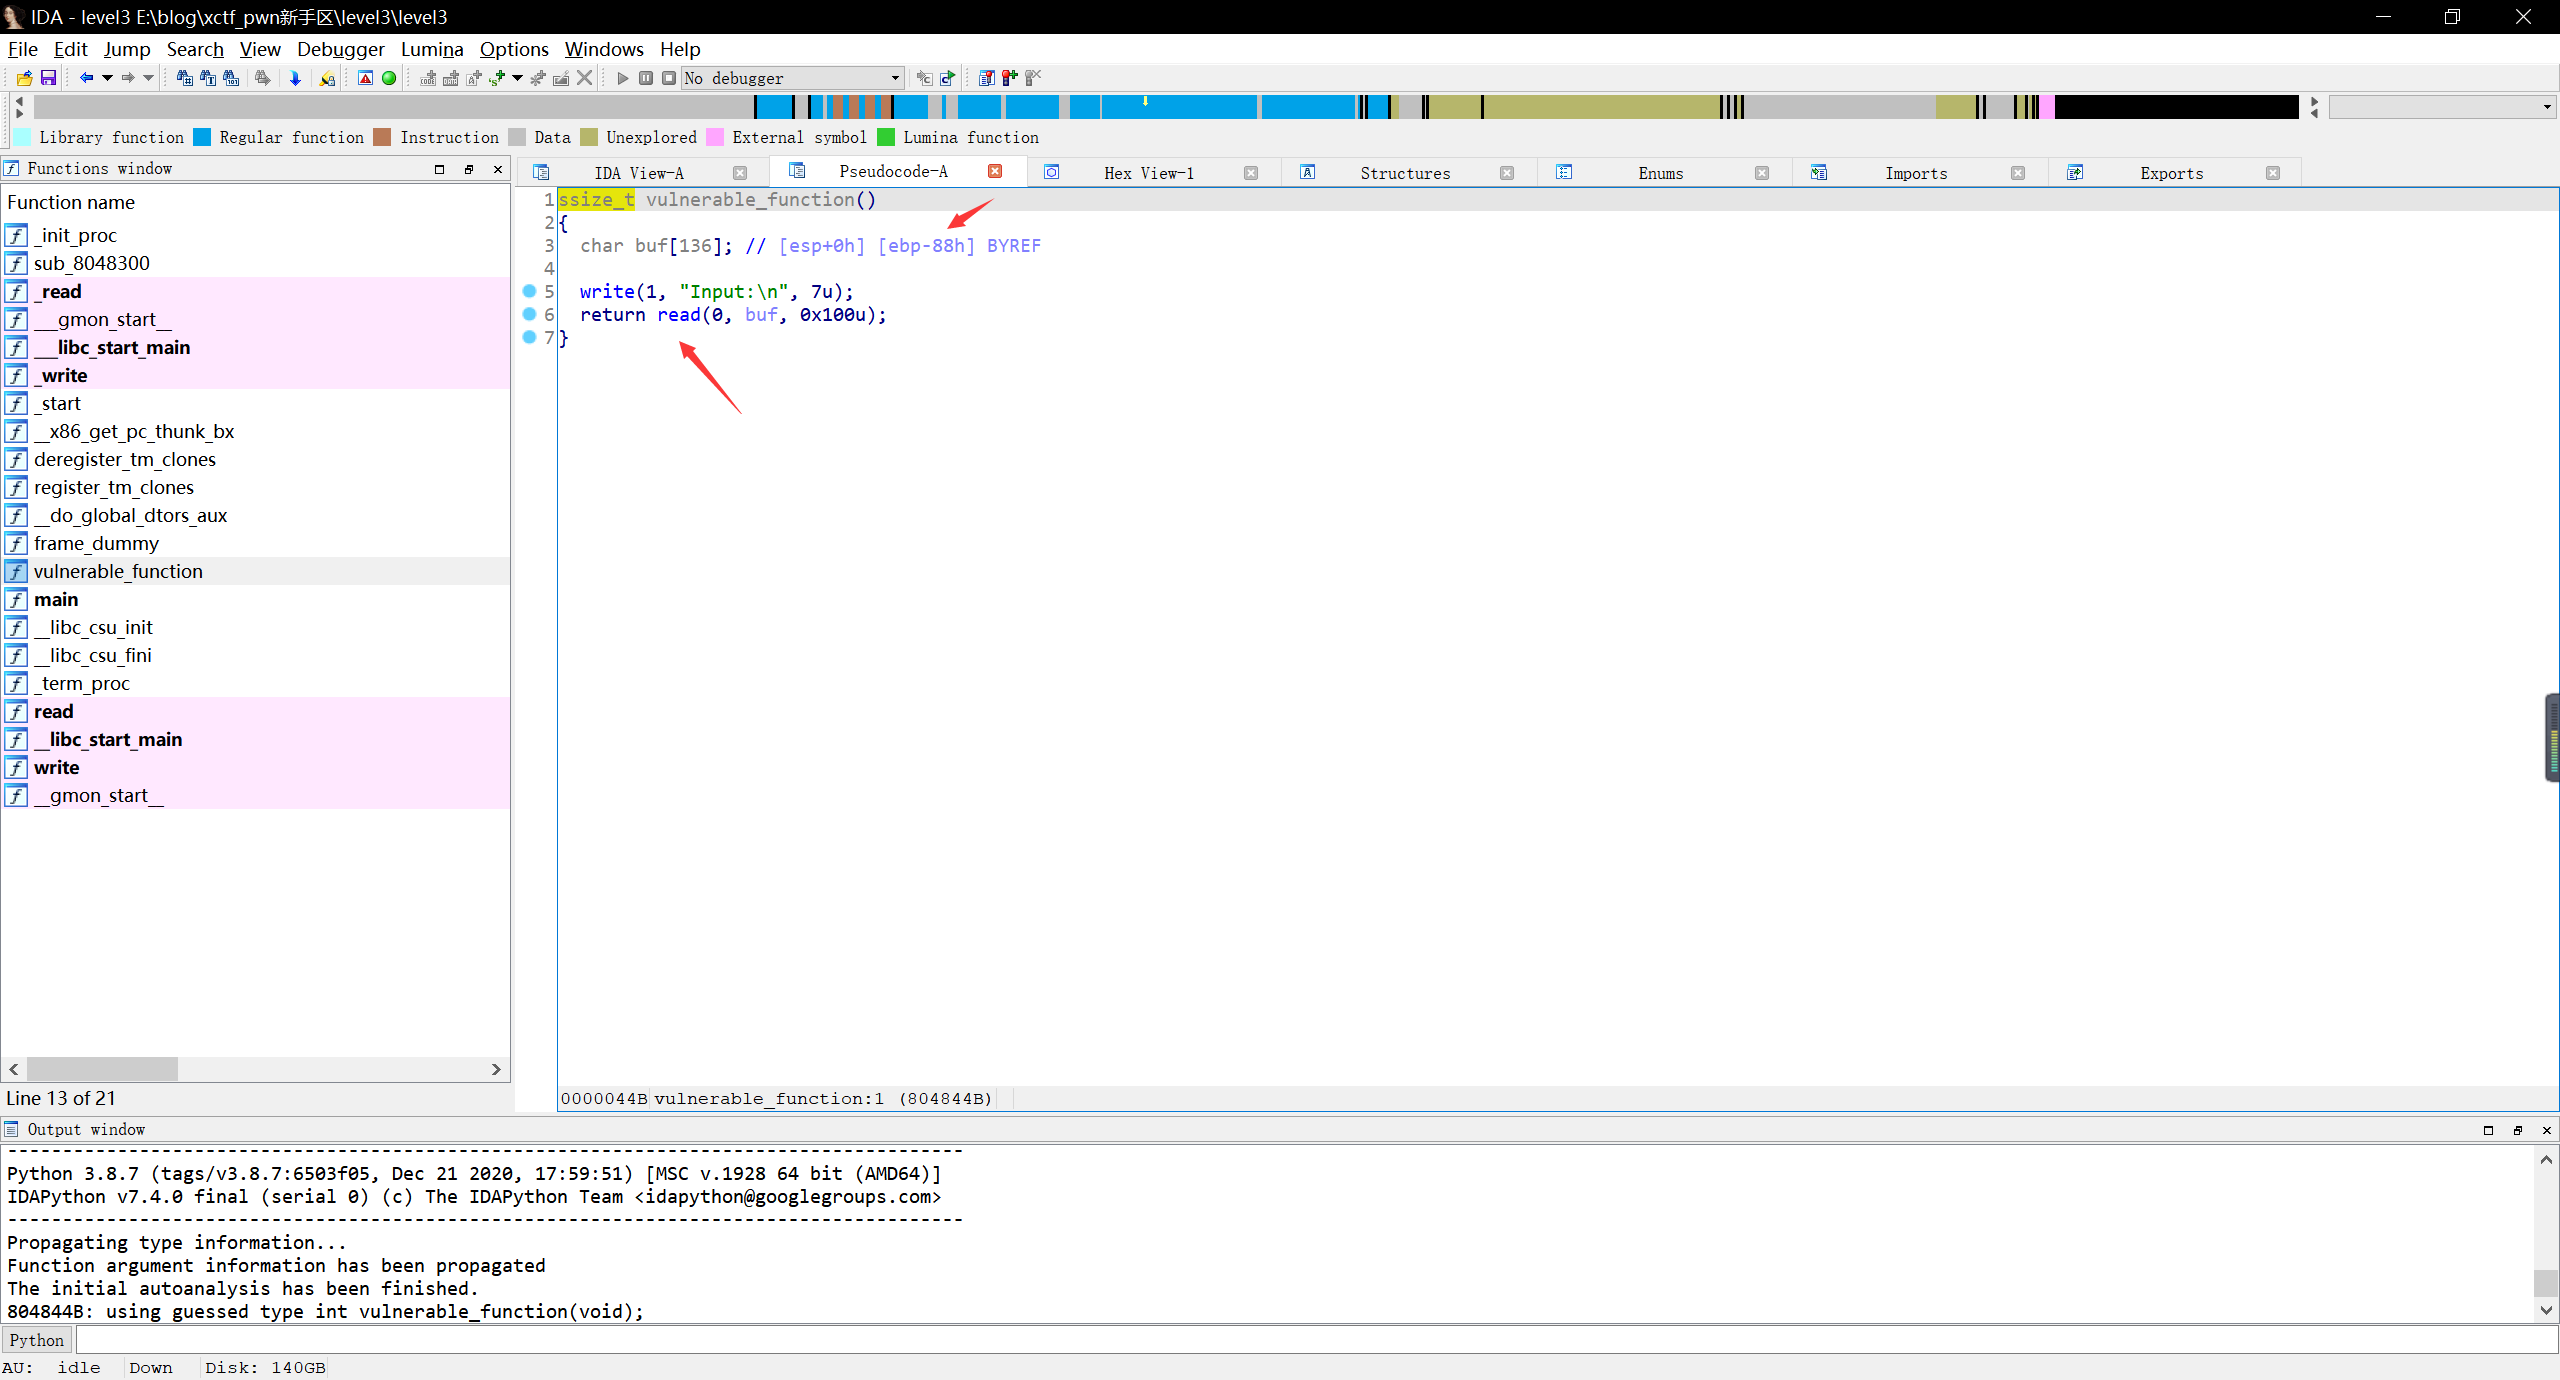 IDA - level3 E:\blog\xctf_pwn新手区\level3\level3
File Edit Jump Search View Debugger Lumina Options Windows Help
No debugger
Library function Regular function Instruction Data Unexplored External symbol Lumina function
Functions window
Function name
_init_proc
sub_8048300
_read
___gmon_start__
___libc_start_main
_write
_start
__x86_get_pc_thunk_bx
deregister_tm_clones
register_tm_clones
__do_global_dtors_aux
frame_dummy
vulnerable_function
main
__libc_csu_init
__libc_csu_fini
_term_proc
read
__libc_start_main
write
__gmon_start__
Line 13 of 21
IDA View-A Pseudocode-A Hex View-1 Structures Enums Imports Exports
1 ssize_t vulnerable_function()
2 {
3 char buf[136]; // [esp+0h] [ebp-88h] BYREF
4
5 write(1, "Input:\n", 7u);
6 return read(0, buf, 0x100u);
7 }
0000044B vulnerable_function:1 (804844B)
Output window
---------------------------------------------------------------------------------------
Python 3.8.7 (tags/v3.8.7:6503f05, Dec 21 2020, 17:59:51) [MSC v.1928 64 bit (AMD64)]
IDAPython v7.4.0 final (serial 0) (c) The IDAPython Team <idapython@googlegroups.com>
---------------------------------------------------------------------------------------
Propagating type information...
Function argument information has been propagated
The initial autoanalysis has been finished.
804844B: using guessed type int vulnerable_function(void);
Python
AU: idle Down Disk: 140GB